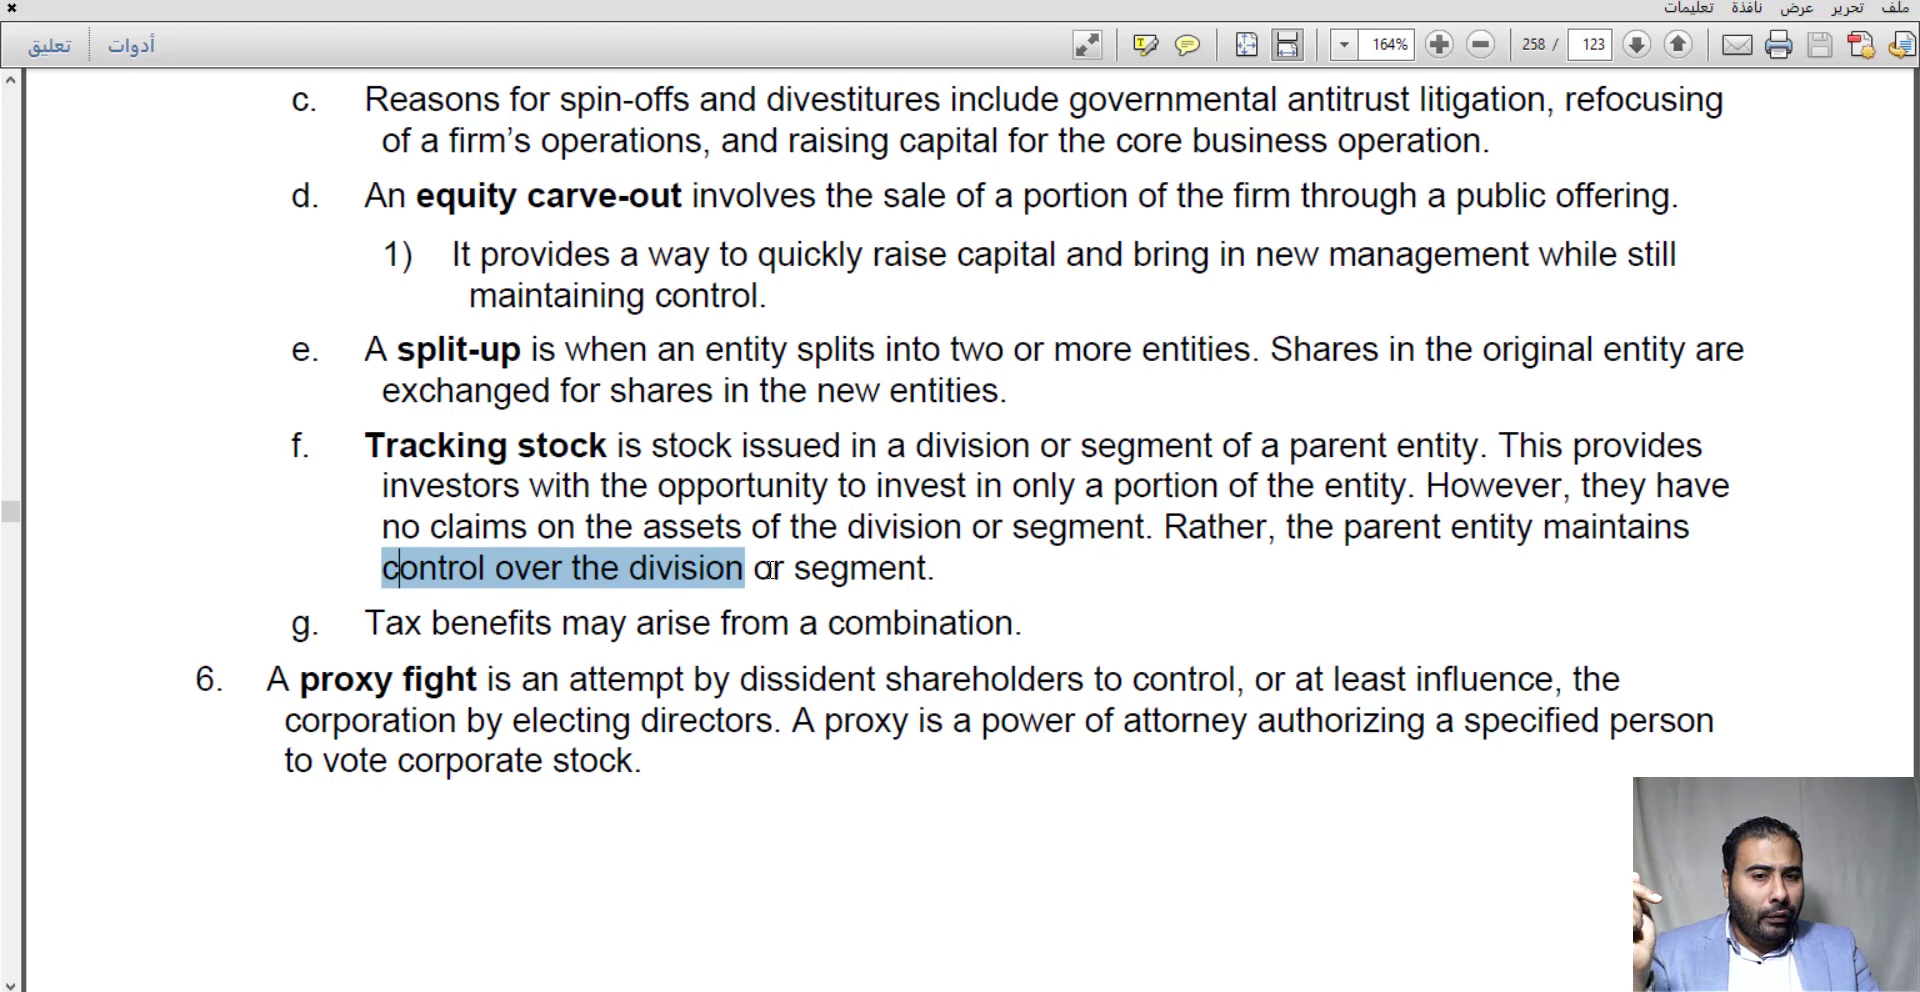 ملف تحرير عرض نافذة تعليمات
أدوات تعليق
164% 258 / 123
c. Reasons for spin-offs and divestitures include governmental antitrust litigation, refocusing
of a firm's operations, and raising capital for the core business operation.
d. An equity carve-out involves the sale of a portion of the firm through a public offering.
1) It provides a way to quickly raise capital and bring in new management while still
maintaining control.
e. A split-up is when an entity splits into two or more entities. Shares in the original entity are
exchanged for shares in the new entities.
f. Tracking stock is stock issued in a division or segment of a parent entity. This provides
investors with the opportunity to invest in only a portion of the entity. However, they have
no claims on the assets of the division or segment. Rather, the parent entity maintains
control over the division or segment.
g. Tax benefits may arise from a combination.
6. A proxy fight is an attempt by dissident shareholders to control, or at least influence, the
corporation by electing directors. A proxy is a power of attorney authorizing a specified person
to vote corporate stock.